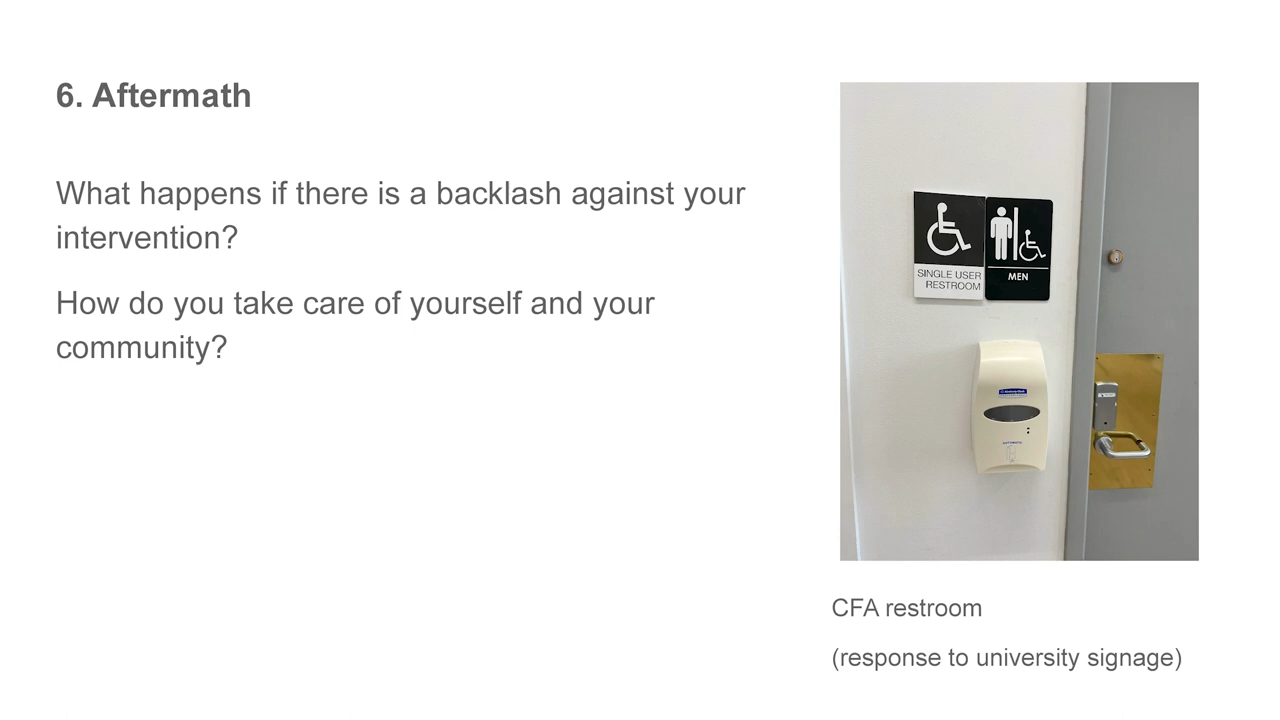 6. Aftermath
What happens if there is a backlash against your
intervention?
How do you take care of yourself and your
community?
SINGLE USER
RESTROOM
MEN
CFA restroom
(response to university signage)